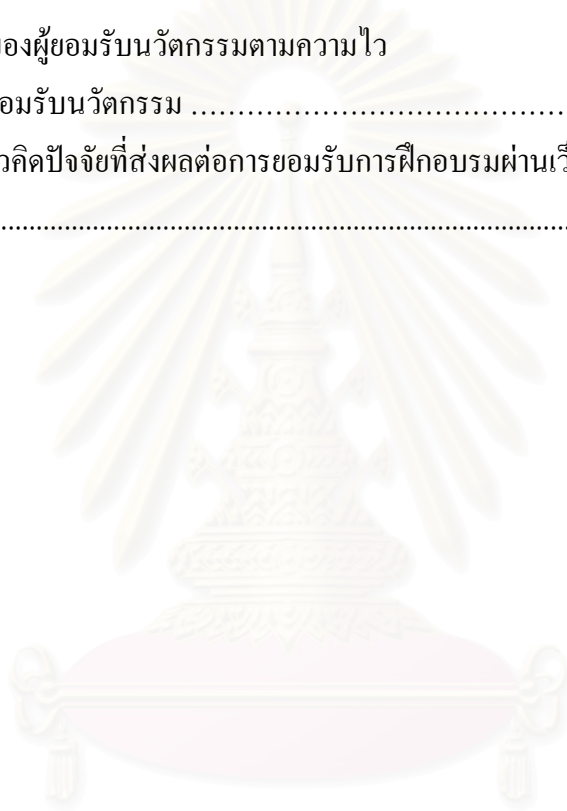 ของผู้ยอมรับนวัตกรรมตามความไว
อมรับนวัตกรรม ........................................
วคิดปัจจัยที่ส่งผลต่อการยอมรับการฝึกอบรมผ่านเว็
................................................................................